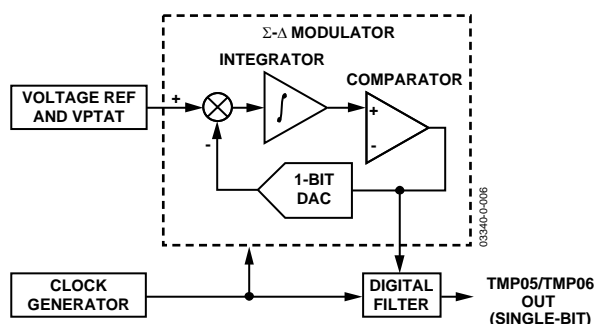 Σ-Δ MODULATOR
INTEGRATOR
COMPARATOR
VOLTAGE REF
AND VPTAT
+
-
∫
+
-
1-BIT
DAC
03340-0-006
CLOCK
GENERATOR
DIGITAL
FILTER
TMP05/TMP06
OUT
(SINGLE-BIT)